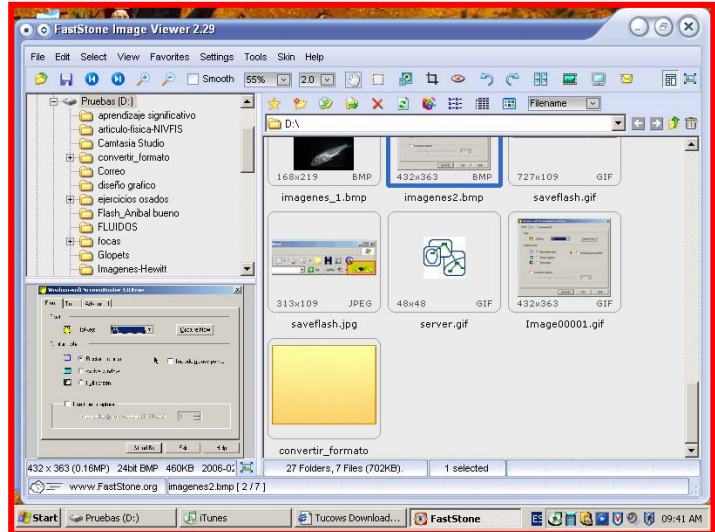 FastStone Image Viewer 2.29
File Edit Select View Favorites Settings Tools Skin Help
Smooth 55% 2.0 Filename
Pruebas (D:)
aprendizaje significativo
articulo-fisica-NIVFIS
Camtasia Studio
convertir_formato
Correo
diseño grafico
ejercicios osados
Flash_Anibal bueno
FLUIDOS
focas
Glopets
Imagenes-Hewitt
D:\
168x219 BMP
imagenes_1.bmp
432x363 BMP
imagenes2.bmp
727x109 GIF
saveflash.gif
313x109 JPEG
saveflash.jpg
48x48 GIF
server.gif
432x363 GIF
Image00001.gif
convertir_formato
432 x 363 (0.16MP) 24bit BMP 460KB 2006-02
27 Folders, 7 Files (702KB).
1 selected
www.FastStone.org
imagenes2.bmp [ 2 / 7 ]
Start Pruebas (D:) iTunes Tucows Download... FastStone ES 09:41 AM